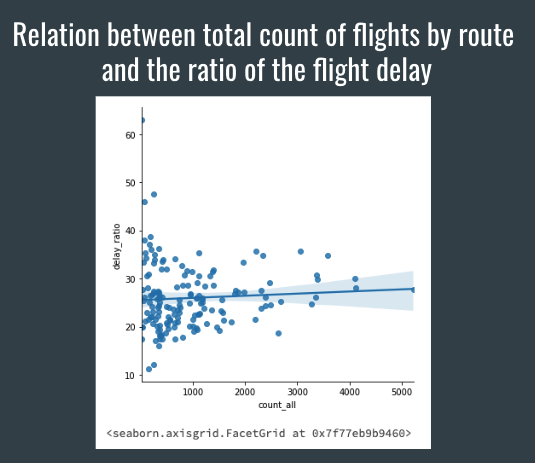 Relation between total count of flights by route
and the ratio of the flight delay
60
50
40
30
20
10
delay_ratio
1000 2000 3000 4000 5000
count_all
<seaborn.axisgrid.FacetGrid at 0x7f77eb9b9460>